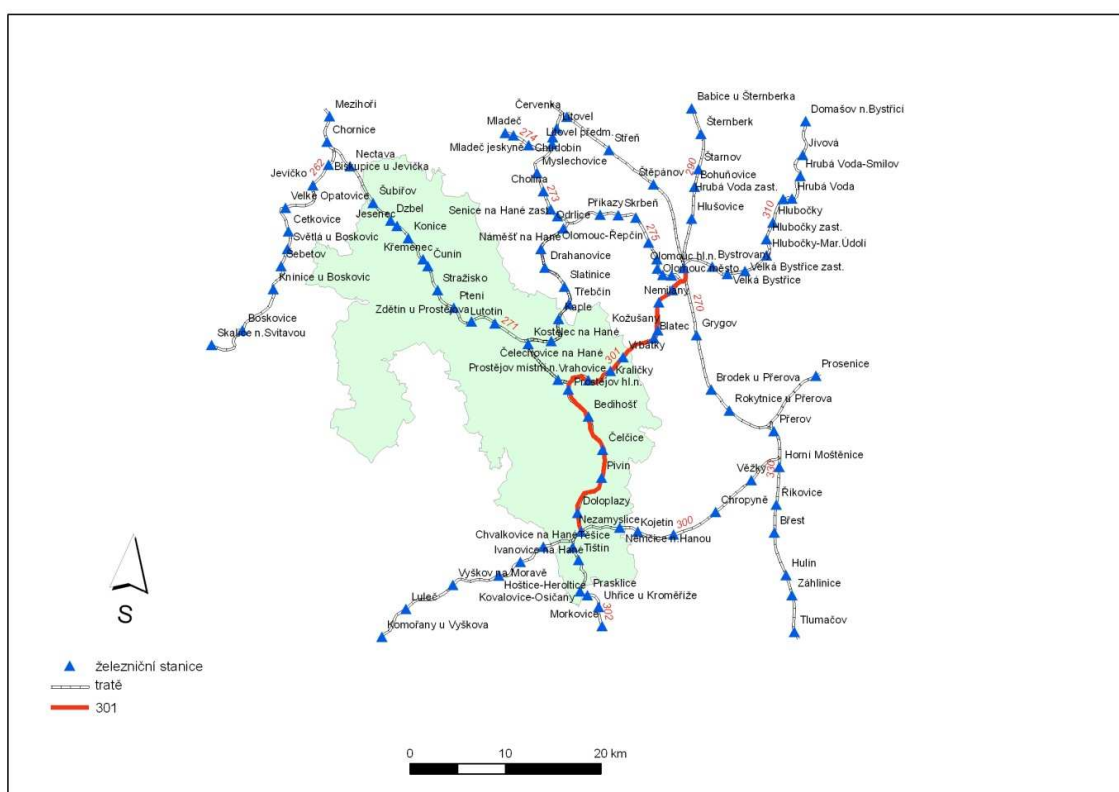 Mezihoří
Chornice
Nectava
Biskupice u Jevíčka
262
Jevíčko
Velké Opatovice
Cetkovice
Světlá u Boskovic
Šebetov
Knínice u Boskovic
Boskovice
Skalice n.Svitavou
Šubířov
Jesenec
Dzbel
Konice
Křemenec
Čunín
Stražisko
Ptení
Zdětín u Prostějova
Lutotín
271
Červenka
Litovel
Mladeč
274
Litovel předm.
Mladeč jeskyně
Chudobín
Myslechovice
Střeň
Cholina
273
Štěpánov
Senice na Hané zast.
Odrlice
Příkazy
Skrbeň
275
Náměšť na Hané
Olomouc-Řepčín
Drahanovice
Slatinice
Třebčín
Kaple
Kostelec na Hané
Čelechovice na Hané
Babice u Šternberka
Šternberk
Štarnov
290
Bohuňovice
Hrubá Voda zast.
Hlušovice
Domašov n.Bystřicí
Jívová
Hrubá Voda-Smilov
Hrubá Voda
310
Hlubočky
Hlubočky zast.
Hlubočky-Mar.Údolí
Olomouc hl.n.
Bystrovany
Olomouc město
Velká Bystřice zast.
Velká Bystřice
Nemilany
270
Kožušany
Blatec
Grygov
Vrbátky
301
Prostějov místní n.
Vrahovice
Kraličky
Prostějov hl.n.
Bedihošť
Prosenice
Brodek u Přerova
Rokytnice u Přerova
Přerov
Čelčice
Pivín
Horní Moštěnice
330
Věžky
Říkovice
Chropyně
Břest
Doloplazy
Nezamyslice
Kojetín
300
Němčice n.Hanou
Chvalkovice na Hané
Těšice
Ivanovice na Hané
Tištín
Vyškov na Moravě
Hoštice-Heroltice
Prasklice
Kovalovice-Osíčany
Uhřice u Kroměříže
Luleč
302
Morkovice
Komořany u Vyškova
Hulín
Záhlinice
Tlumačov
S
železniční stanice
tratě
301
0 10 20 km